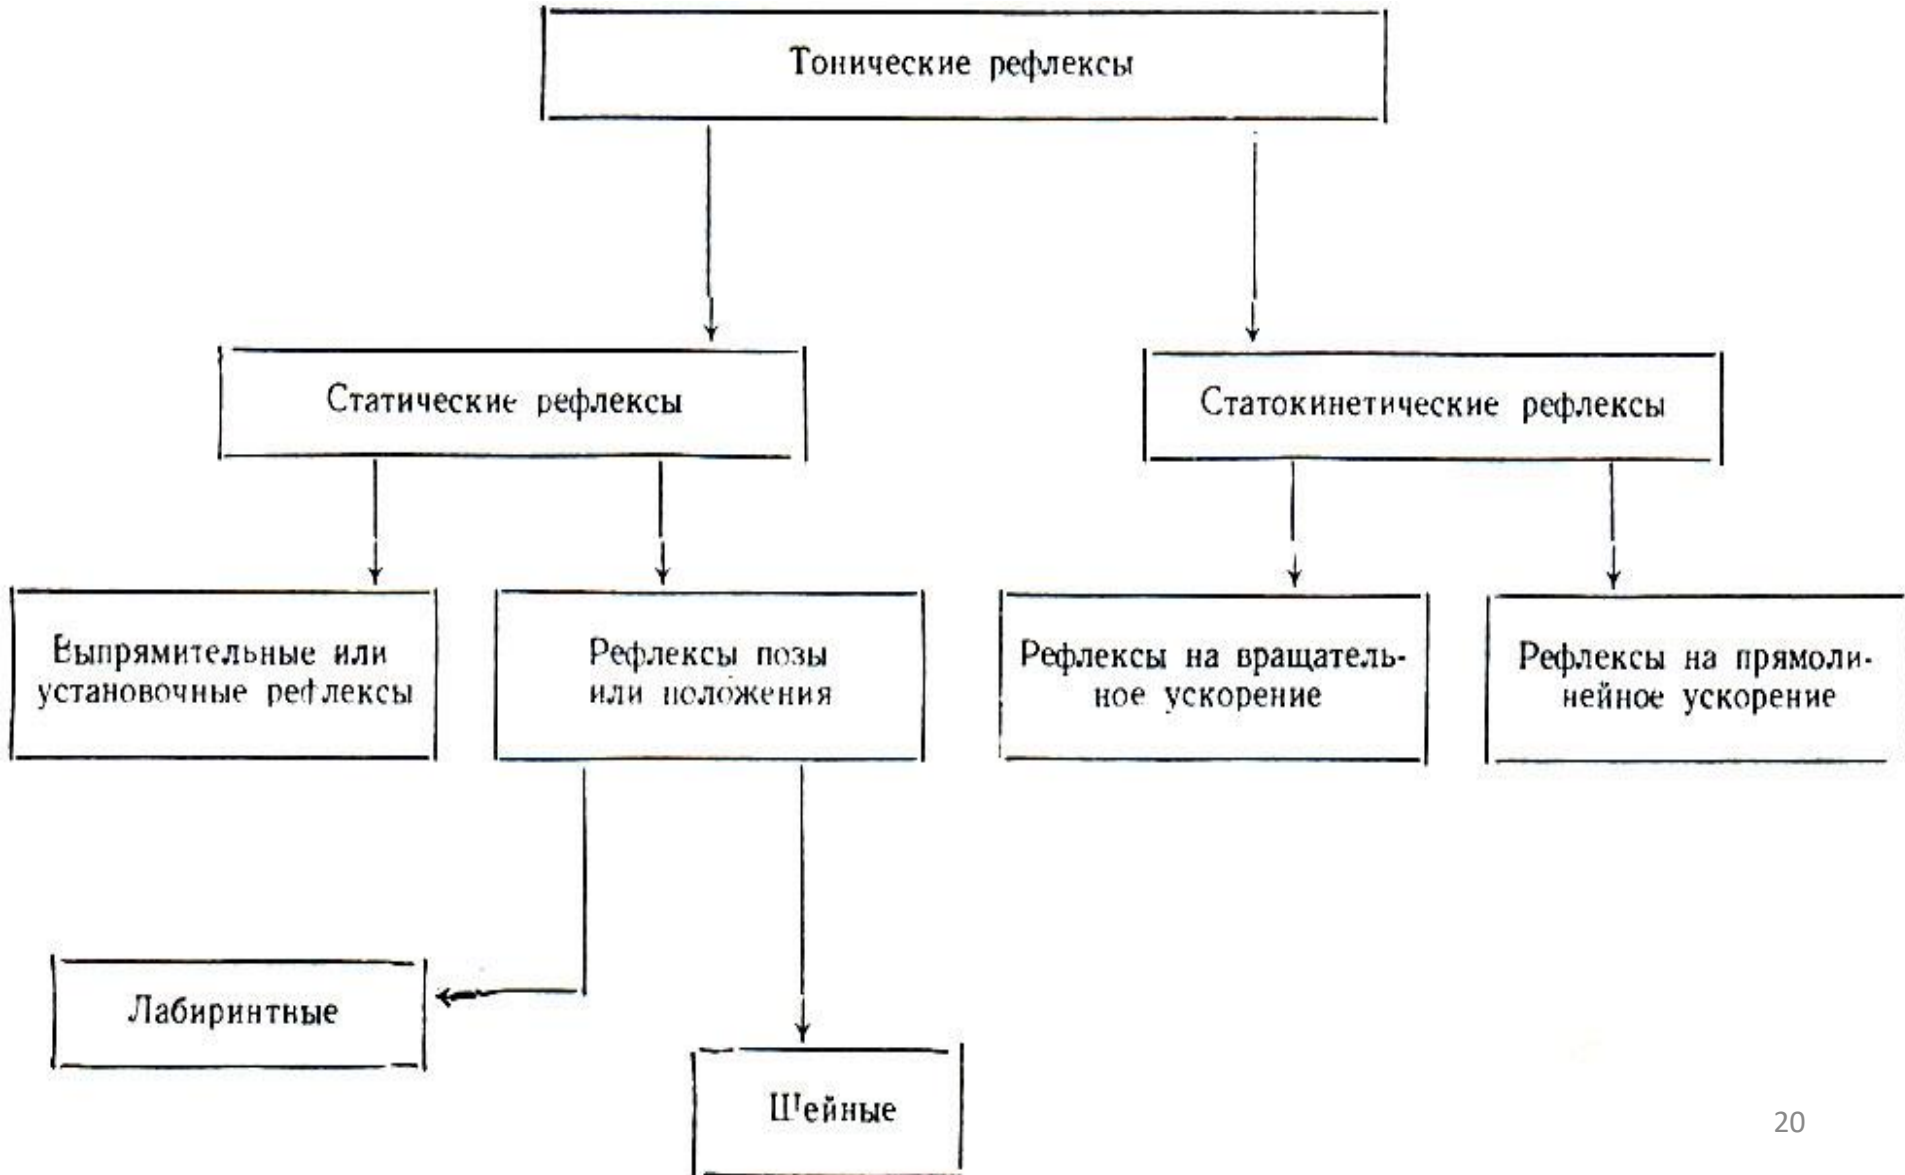 Тонические рефлексы
Статические рефлексы
Статокинетические рефлексы
Выпрямительные или
установочные рефлексы
Рефлексы позы
или положения
Рефлексы на вращатель-
ное ускорение
Рефлексы на прямоли-
нейное ускорение
Лабиринтные
Шейные
20